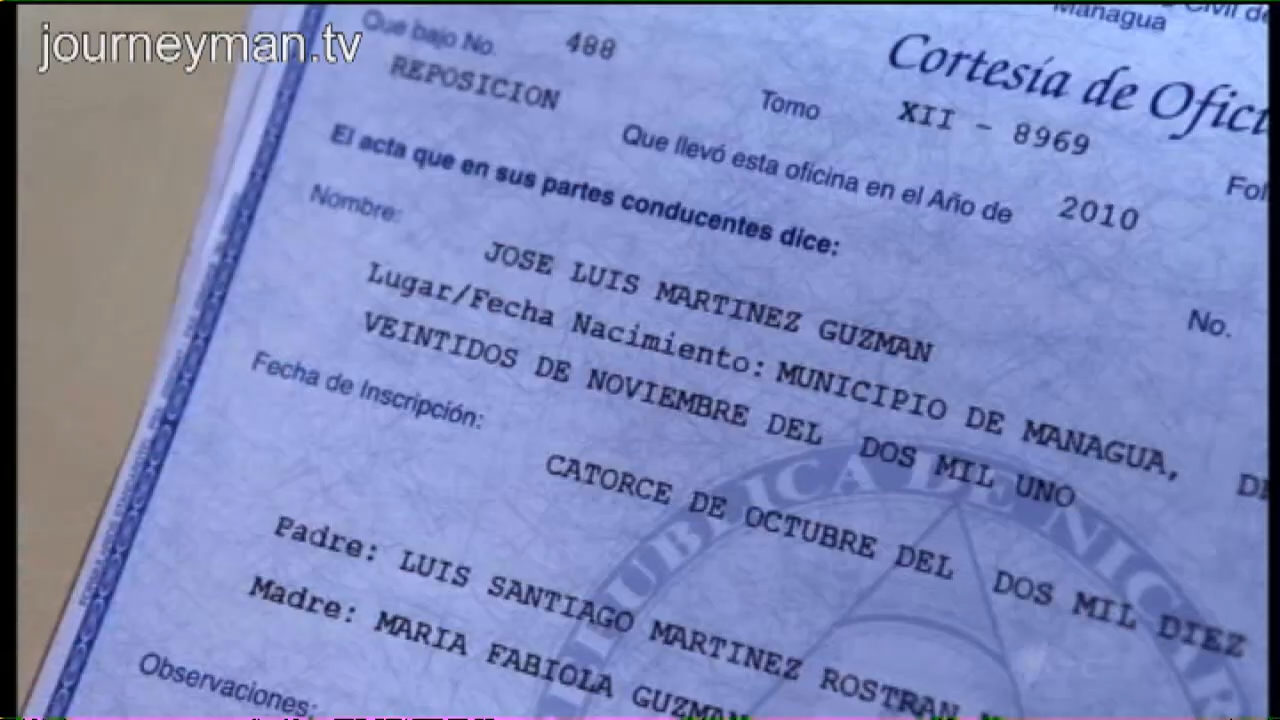 journeyman.tv
Civil de
Managua
Cortesía de Ofici
Que bajo No. 488
REPOSICION
Tomo XII - 8969
Fol
El acta que en sus partes conducentes dice:
Que llevó esta oficina en el Año de 2010
Nombre:
No.
JOSE LUIS MARTINEZ GUZMAN
Lugar/Fecha Nacimiento: MUNICIPIO DE MANAGUA,
VEINTIDOS DE NOVIEMBRE DEL DOS MIL UNO
Fecha de Inscripción:
CATORCE DE OCTUBRE DEL DOS MIL DIEZ
Padre: LUIS SANTIAGO MARTINEZ ROSTRAN
Madre: MARIA FABIOLA GUZMAN
Observaciones:
PUBLICA DE NICAR